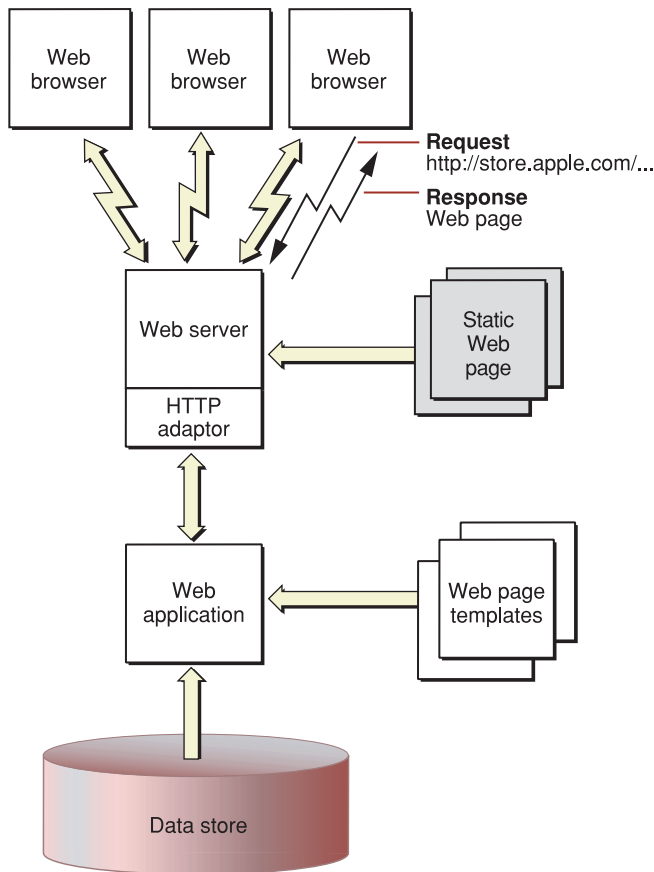 Web
browser
Web
browser
Web
browser
Request
http://store.apple.com/...
Response
Web page
Web server
HTTP
adaptor
Static
Web
page
Web
application
Web page
templates
Data store